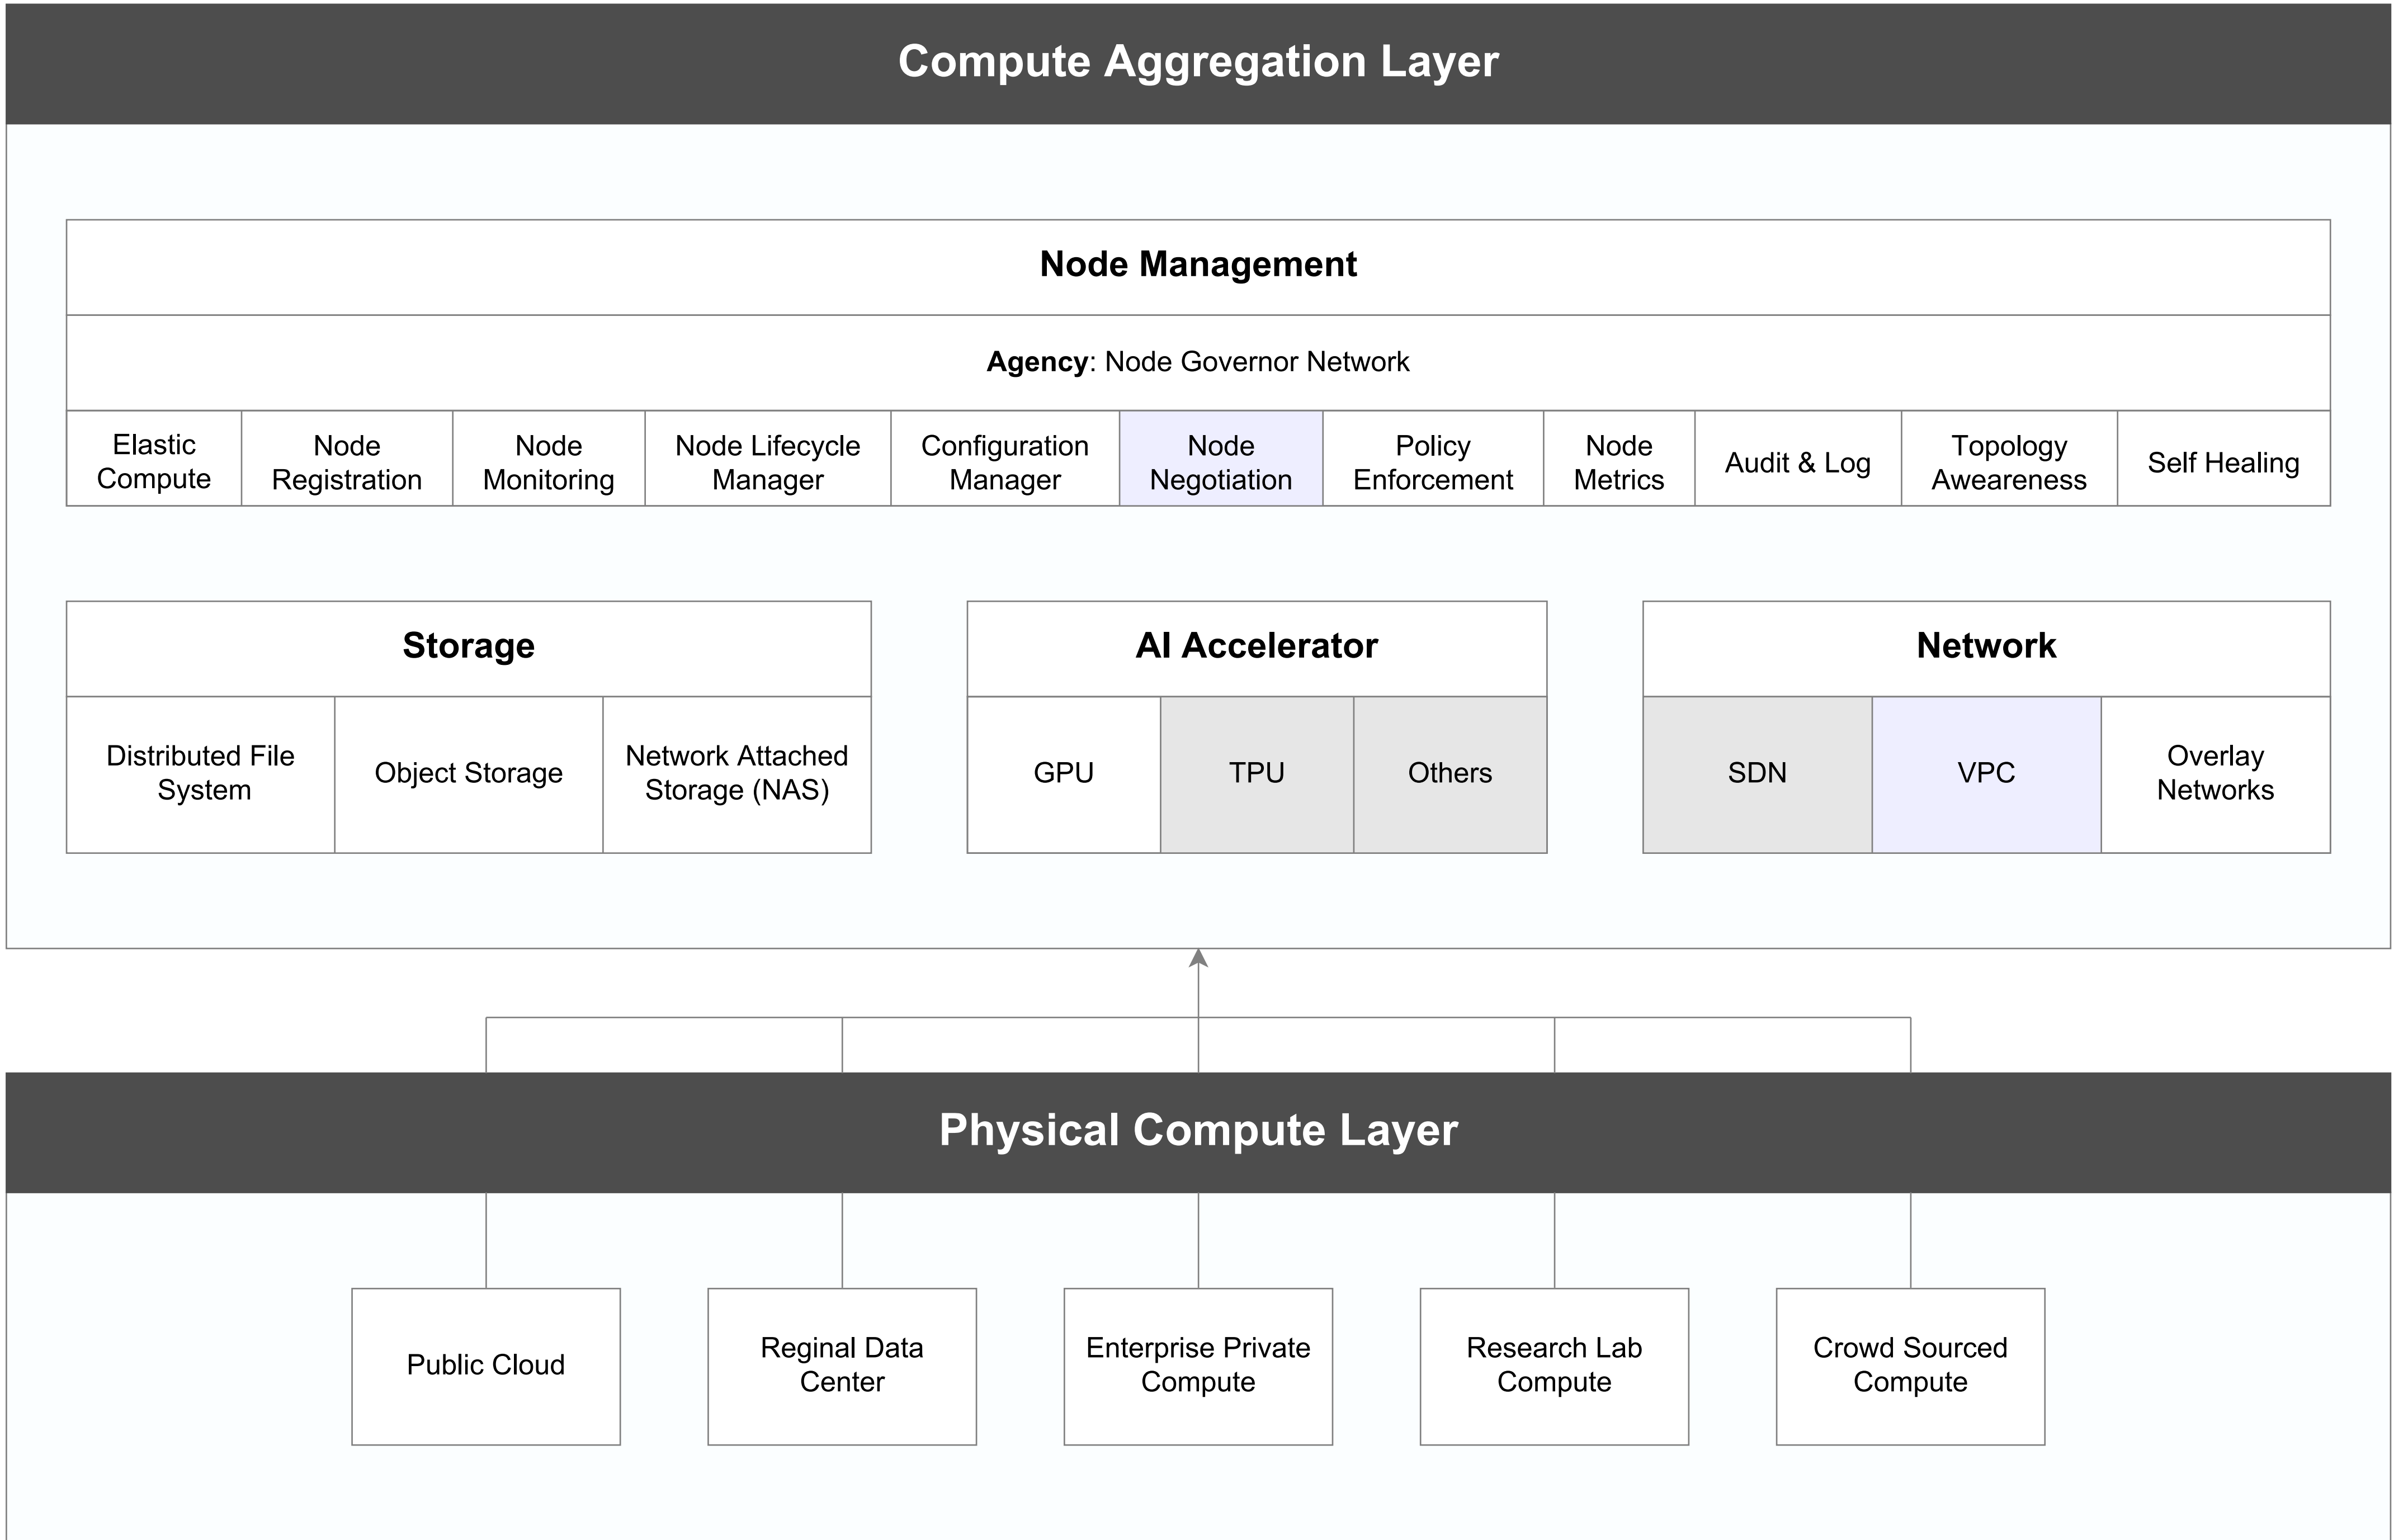 Compute Aggregation Layer
Node Management
Agency: Node Governor Network
Elastic
Compute
Node
Registration
Node
Monitoring
Node Lifecycle
Manager
Configuration
Manager
Node
Negotiation
Policy
Enforcement
Node
Metrics
Audit & Log
Topology
Aweareness
Self Healing
Storage
Distributed File
System
Object Storage
Network Attached
Storage (NAS)
AI Accelerator
GPU
TPU
Others
Network
SDN
VPC
Overlay
Networks
Physical Compute Layer
Public Cloud
Reginal Data
Center
Enterprise Private
Compute
Research Lab
Compute
Crowd Sourced
Compute